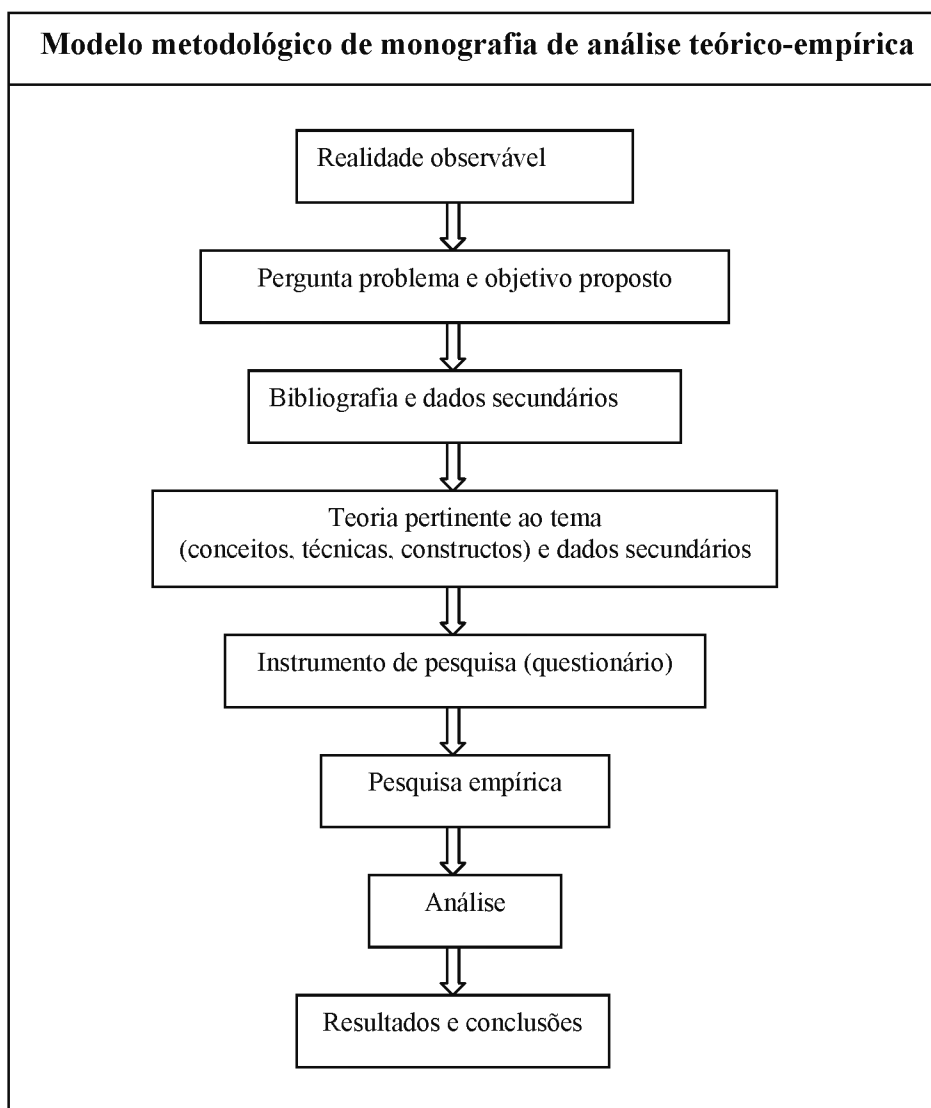 Modelo metodológico de monografia de análise teórico-empírica
Realidade observável
Pergunta problema e objetivo proposto
Bibliografia e dados secundários
Teoria pertinente ao tema
(conceitos, técnicas, constructos) e dados secundários
Instrumento de pesquisa (questionário)
Pesquisa empírica
Análise
Resultados e conclusões